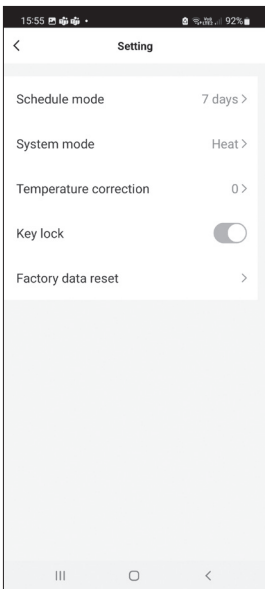 15:55
92%
Setting
Schedule mode 7 days
System mode Heat
Temperature correction 0
Key lock
Factory data reset